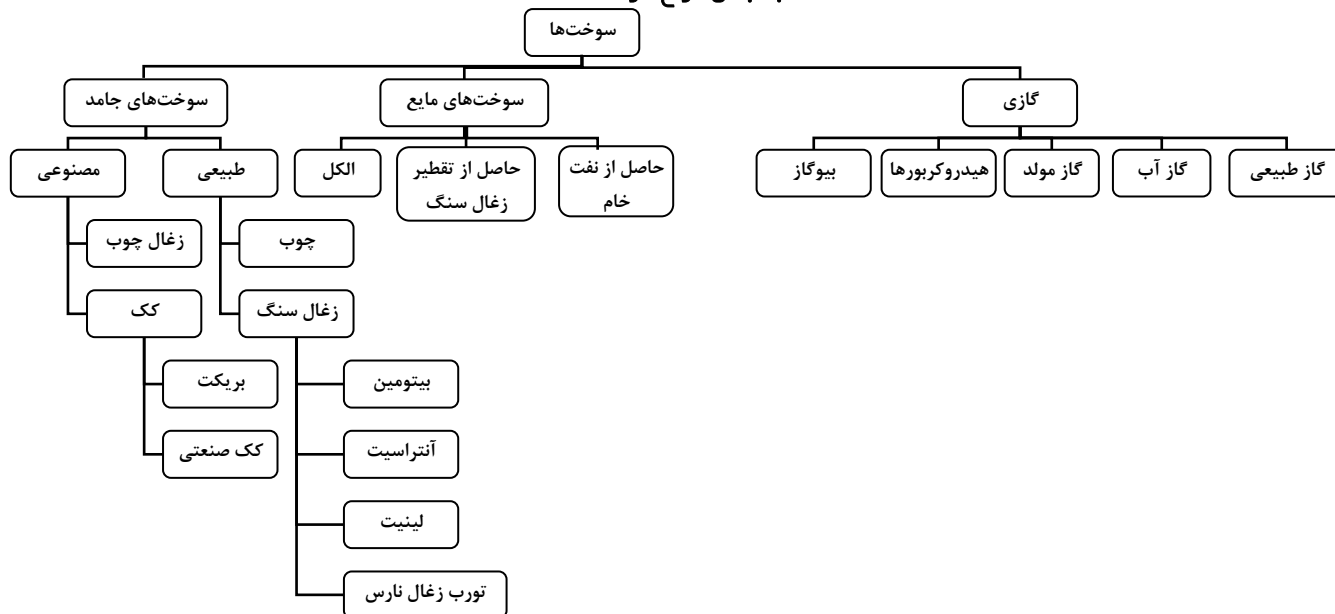 سوخت‌ها
گازی
سوخت‌های مایع
سوخت‌های جامد
گاز طبیعی
گاز آب
گاز مولد
هیدروکربورها
بیوگاز
حاصل از نفت
خام
حاصل از تقطیر
زغال سنگ
الکل
طبیعی
مصنوعی
چوب
زغال چوب
زغال سنگ
کک
بیتومین
بریکت
آنتراسیت
کک صنعتی
لینیت
تورب زغال نارس